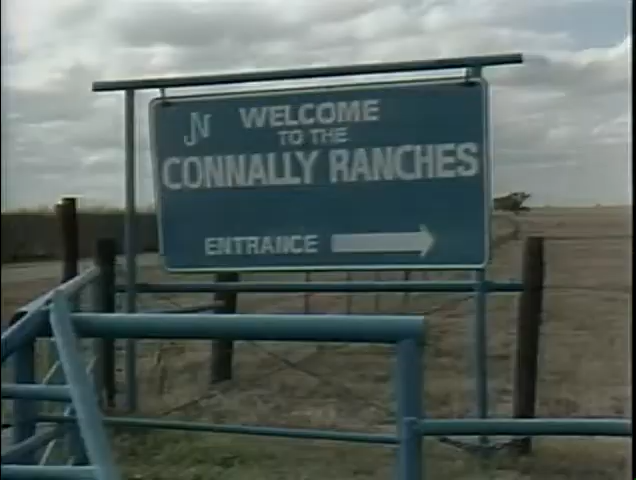 JN
WELCOME
TO THE
CONNALLY RANCHES
ENTRANCE